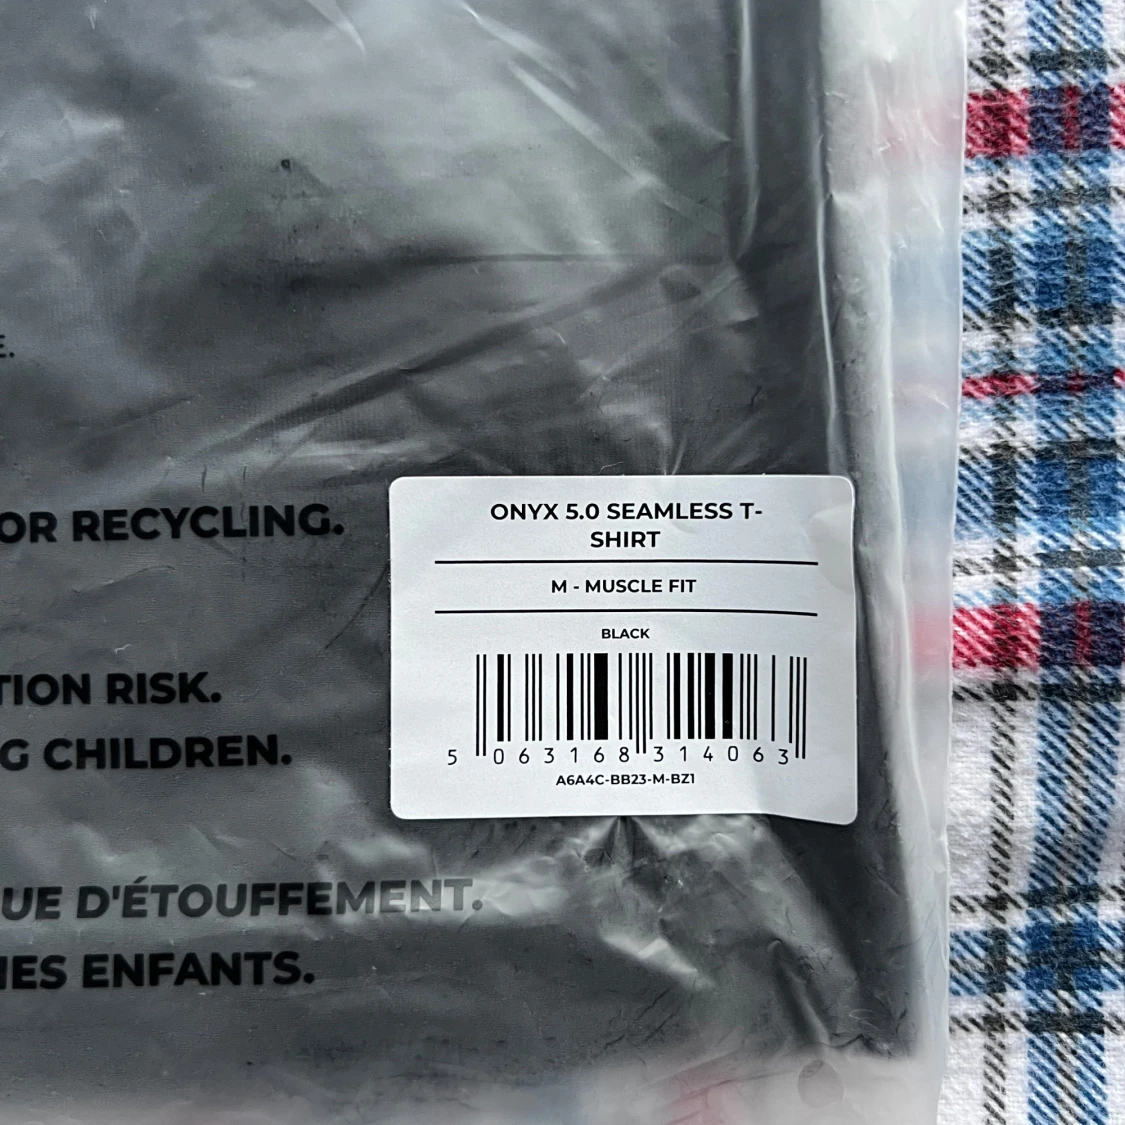 E.
OR RECYCLING.
TION RISK.
G CHILDREN.
UE D'ÉTOUFFEMENT.
ES ENFANTS.
ONYX 5.0 SEAMLESS T-
SHIRT
M - MUSCLE FIT
BLACK
5 063168 314063
A6A4C-BB23-M-BZ1